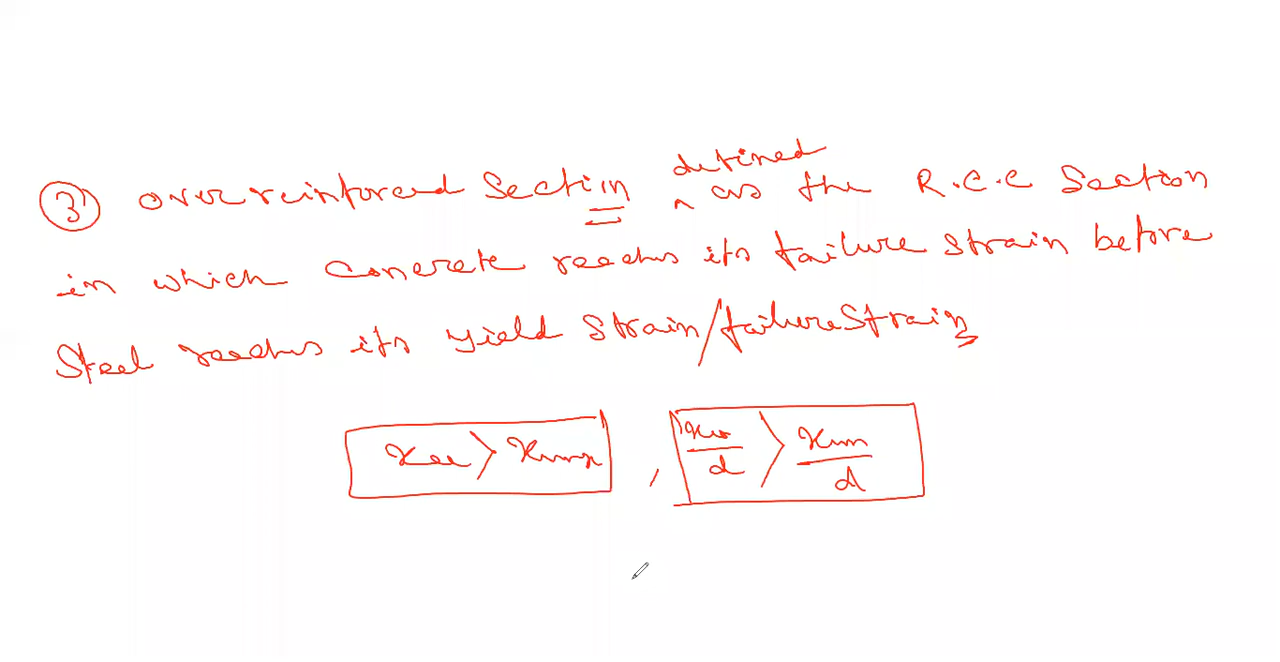 ③ Over reinforced Section defined as the R.C.C Section
in which Concrete reaches its failure strain before
Steel reaches its yield strain/failure Strain
xu > xumax , xu/d > xum/d